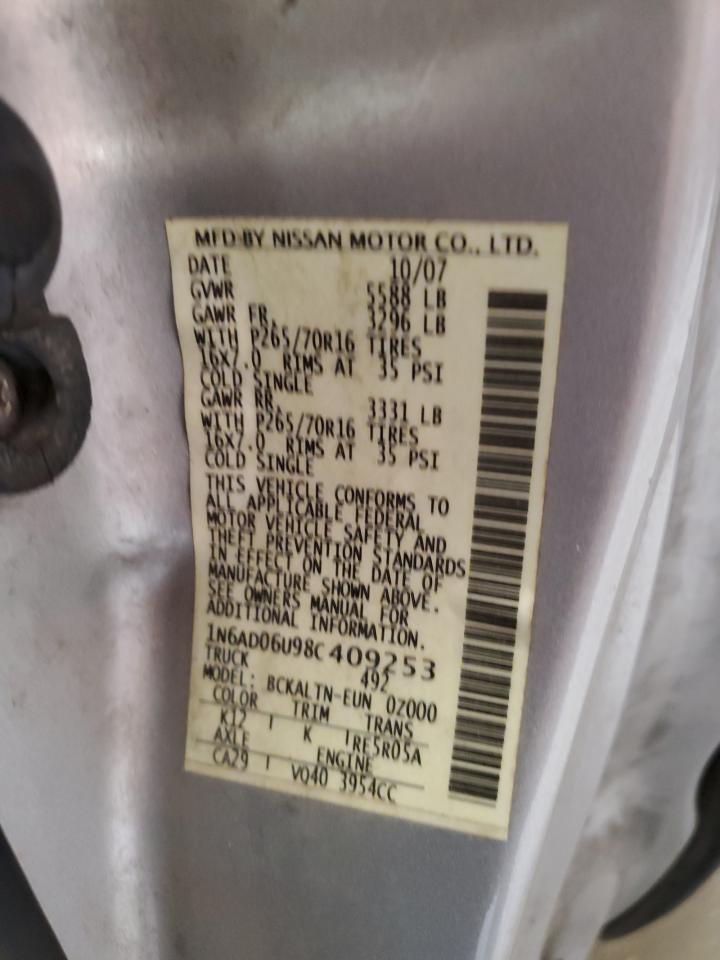 MFD BY NISSAN MOTOR CO., LTD.
DATE 10/07
GVWR 5588 LB
GAWR FR. 3296 LB
WITH P265/70R16 TIRES
16X7.0 RIMS AT 35 PSI
COLD SINGLE
GAWR RR. 3331 LB
WITH P265/70R16 TIRES
16X7.0 RIMS AT 35 PSI
COLD SINGLE
THIS VEHICLE CONFORMS TO
ALL APPLICABLE FEDERAL
MOTOR VEHICLE SAFETY AND
THEFT PREVENTION STANDARDS
IN EFFECT ON THE DATE OF
MANUFACTURE SHOWN ABOVE.
SEE OWNERS MANUAL FOR
ADDITIONAL INFORMATION.
1N6AD06U98C 409253
TRUCK 492
MODEL: BCKALTN-EUN 0Z000
COLOR TRIM TRANS
K12 K RE5R05A
AXLE ENGINE
CA29 VQ40 3954CC